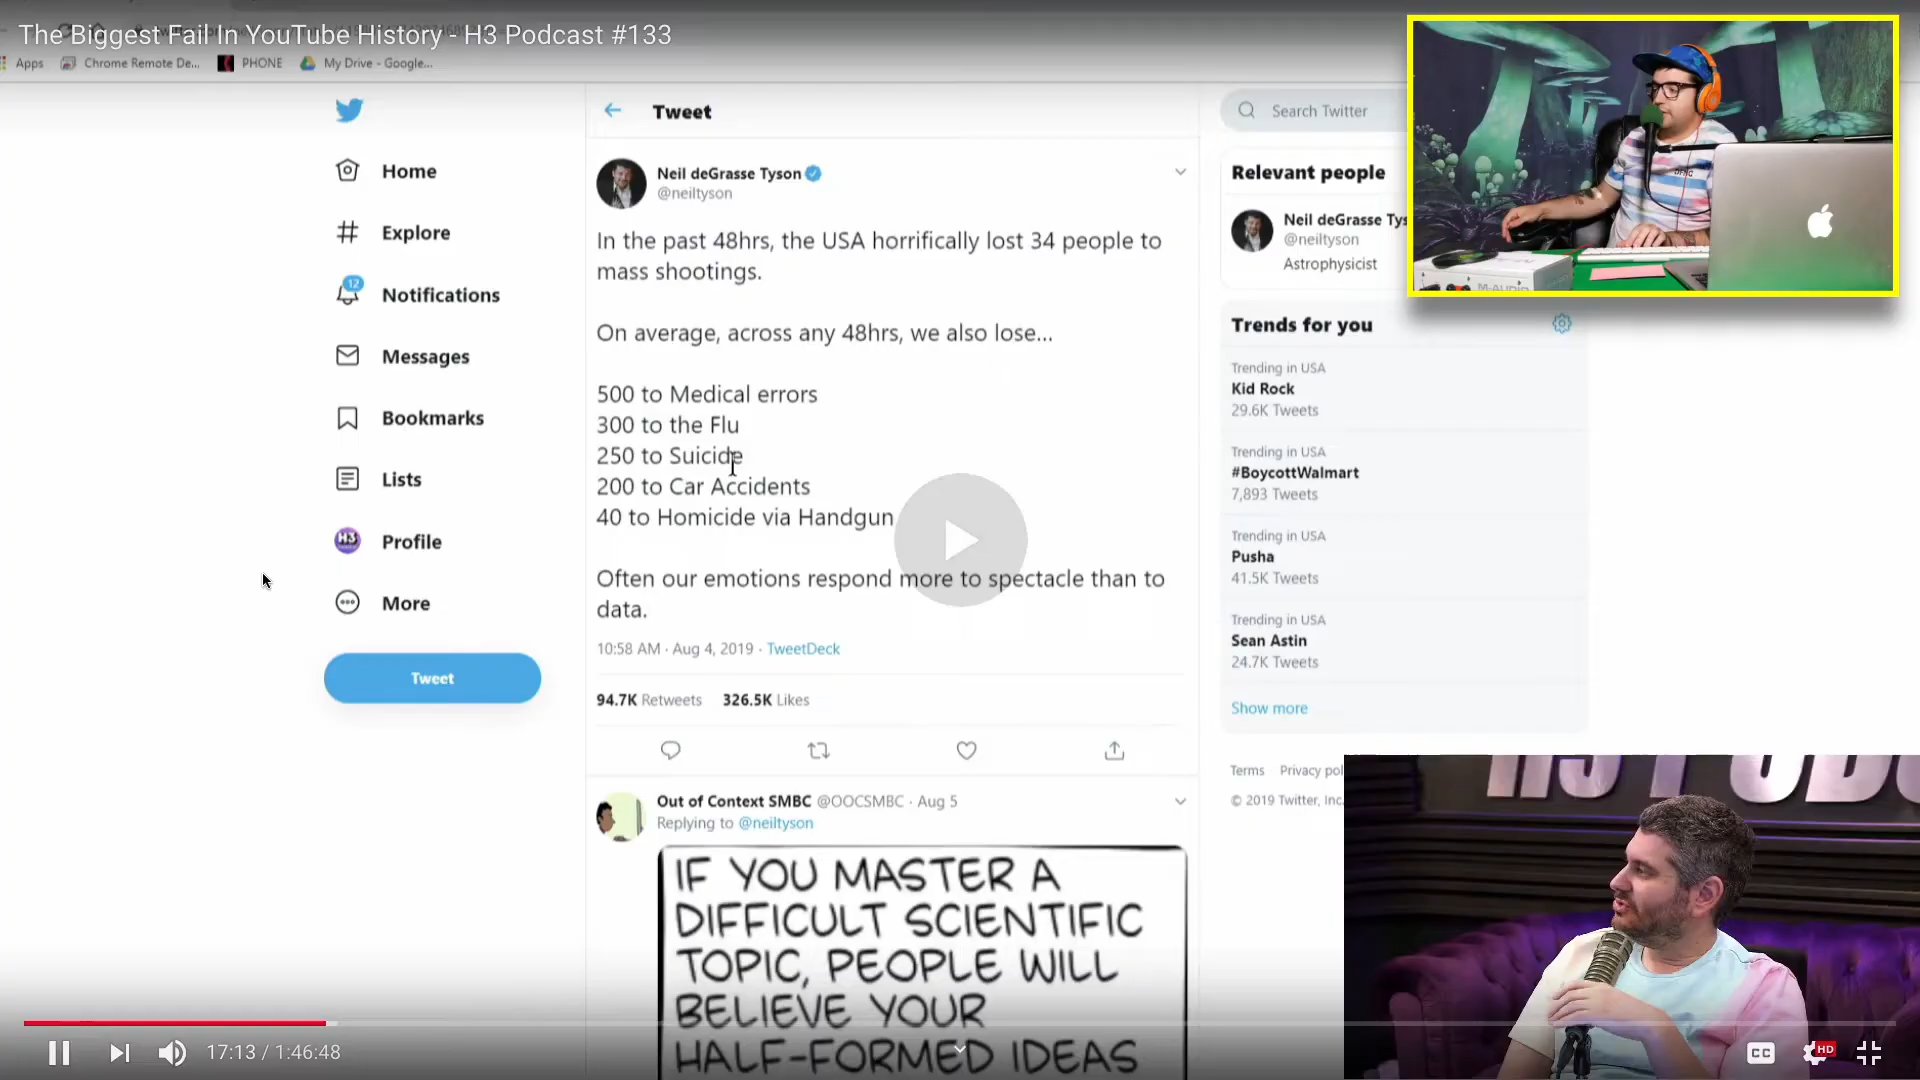 The Biggest Fail In YouTube History - H3 Podcast #133
Apps
Chrome Remote De...
PHONE
My Drive - Google...
Tweet
Search Twitter
Home
Explore
12
Notifications
Messages
Bookmarks
Lists
H3
Profile
More
Tweet
Neil deGrasse Tyson
@neiltyson
In the past 48hrs, the USA horrifically lost 34 people to
mass shootings.
On average, across any 48hrs, we also lose...
500 to Medical errors
300 to the Flu
250 to Suicide
200 to Car Accidents
40 to Homicide via Handgun
Often our emotions respond more to spectacle than to
data.
10:58 AM · Aug 4, 2019 · TweetDeck
94.7K Retweets 326.5K Likes
Out of Context SMBC @OOCSMBC · Aug 5
Replying to @neiltyson
IF YOU MASTER A
DIFFICULT SCIENTIFIC
TOPIC, PEOPLE WILL
BELIEVE YOUR
HALF-FORMED IDEAS
Relevant people
Neil deGrasse Tys
@neiltyson
Astrophysicist
Trends for you
Trending in USA
Kid Rock
29.6K Tweets
Trending in USA
#BoycottWalmart
7,893 Tweets
Trending in USA
Pusha
41.5K Tweets
Trending in USA
Sean Astin
24.7K Tweets
Show more
Terms Privacy pol
© 2019 Twitter, Inc.
M-AUDIO
H3 POD
17:13 / 1:46:48
CC
HD